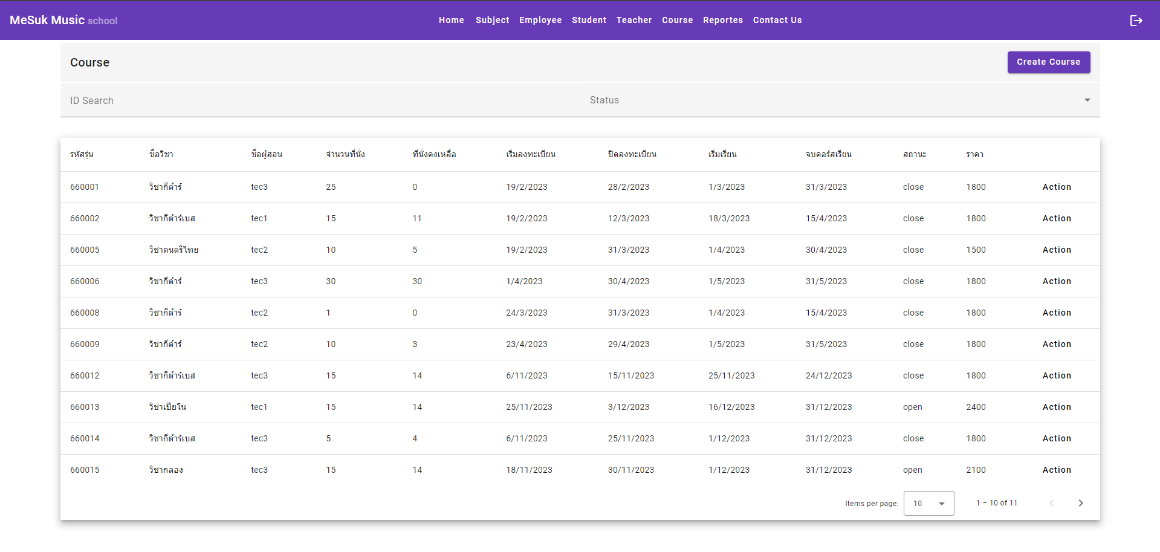 MeSuk Music school Home Subject Employee Student Teacher Course Reportes Contact Us
Course Create Course
ID Search Status
รหัสรุ่น ชื่อวิชา ชื่อผู้สอน จำนวนที่นั่ง ที่นั่งคงเหลือ เริ่มลงทะเบียน ปิดลงทะเบียน เริ่มเรียน จบคอร์สเรียน สถานะ ราคา
660001 วิชากีต้าร์ tec3 25 0 19/2/2023 28/2/2023 1/3/2023 31/3/2023 close 1800 Action
660002 วิชากีต้าร์เบส tec1 15 11 19/2/2023 12/3/2023 18/3/2023 15/4/2023 close 1800 Action
660005 วิชาดนตรีไทย tec2 10 5 19/2/2023 31/3/2023 1/4/2023 30/4/2023 close 1500 Action
660006 วิชากีต้าร์ tec3 30 30 1/4/2023 30/4/2023 1/5/2023 31/5/2023 close 1800 Action
660008 วิชากีต้าร์ tec2 1 0 24/3/2023 31/3/2023 1/4/2023 15/4/2023 close 1800 Action
660009 วิชากีต้าร์ tec2 10 3 23/4/2023 29/4/2023 1/5/2023 31/5/2023 close 1800 Action
660012 วิชากีต้าร์เบส tec3 15 14 6/11/2023 15/11/2023 25/11/2023 24/12/2023 close 1800 Action
660013 วิชาเปียโน tec1 15 14 25/11/2023 3/12/2023 16/12/2023 31/12/2023 open 2400 Action
660014 วิชากีต้าร์เบส tec3 5 4 6/11/2023 25/11/2023 1/12/2023 31/12/2023 close 1800 Action
660015 วิชากลอง tec3 15 14 18/11/2023 30/11/2023 1/12/2023 31/12/2023 open 2100 Action
Items per page: 10 1 – 10 of 11